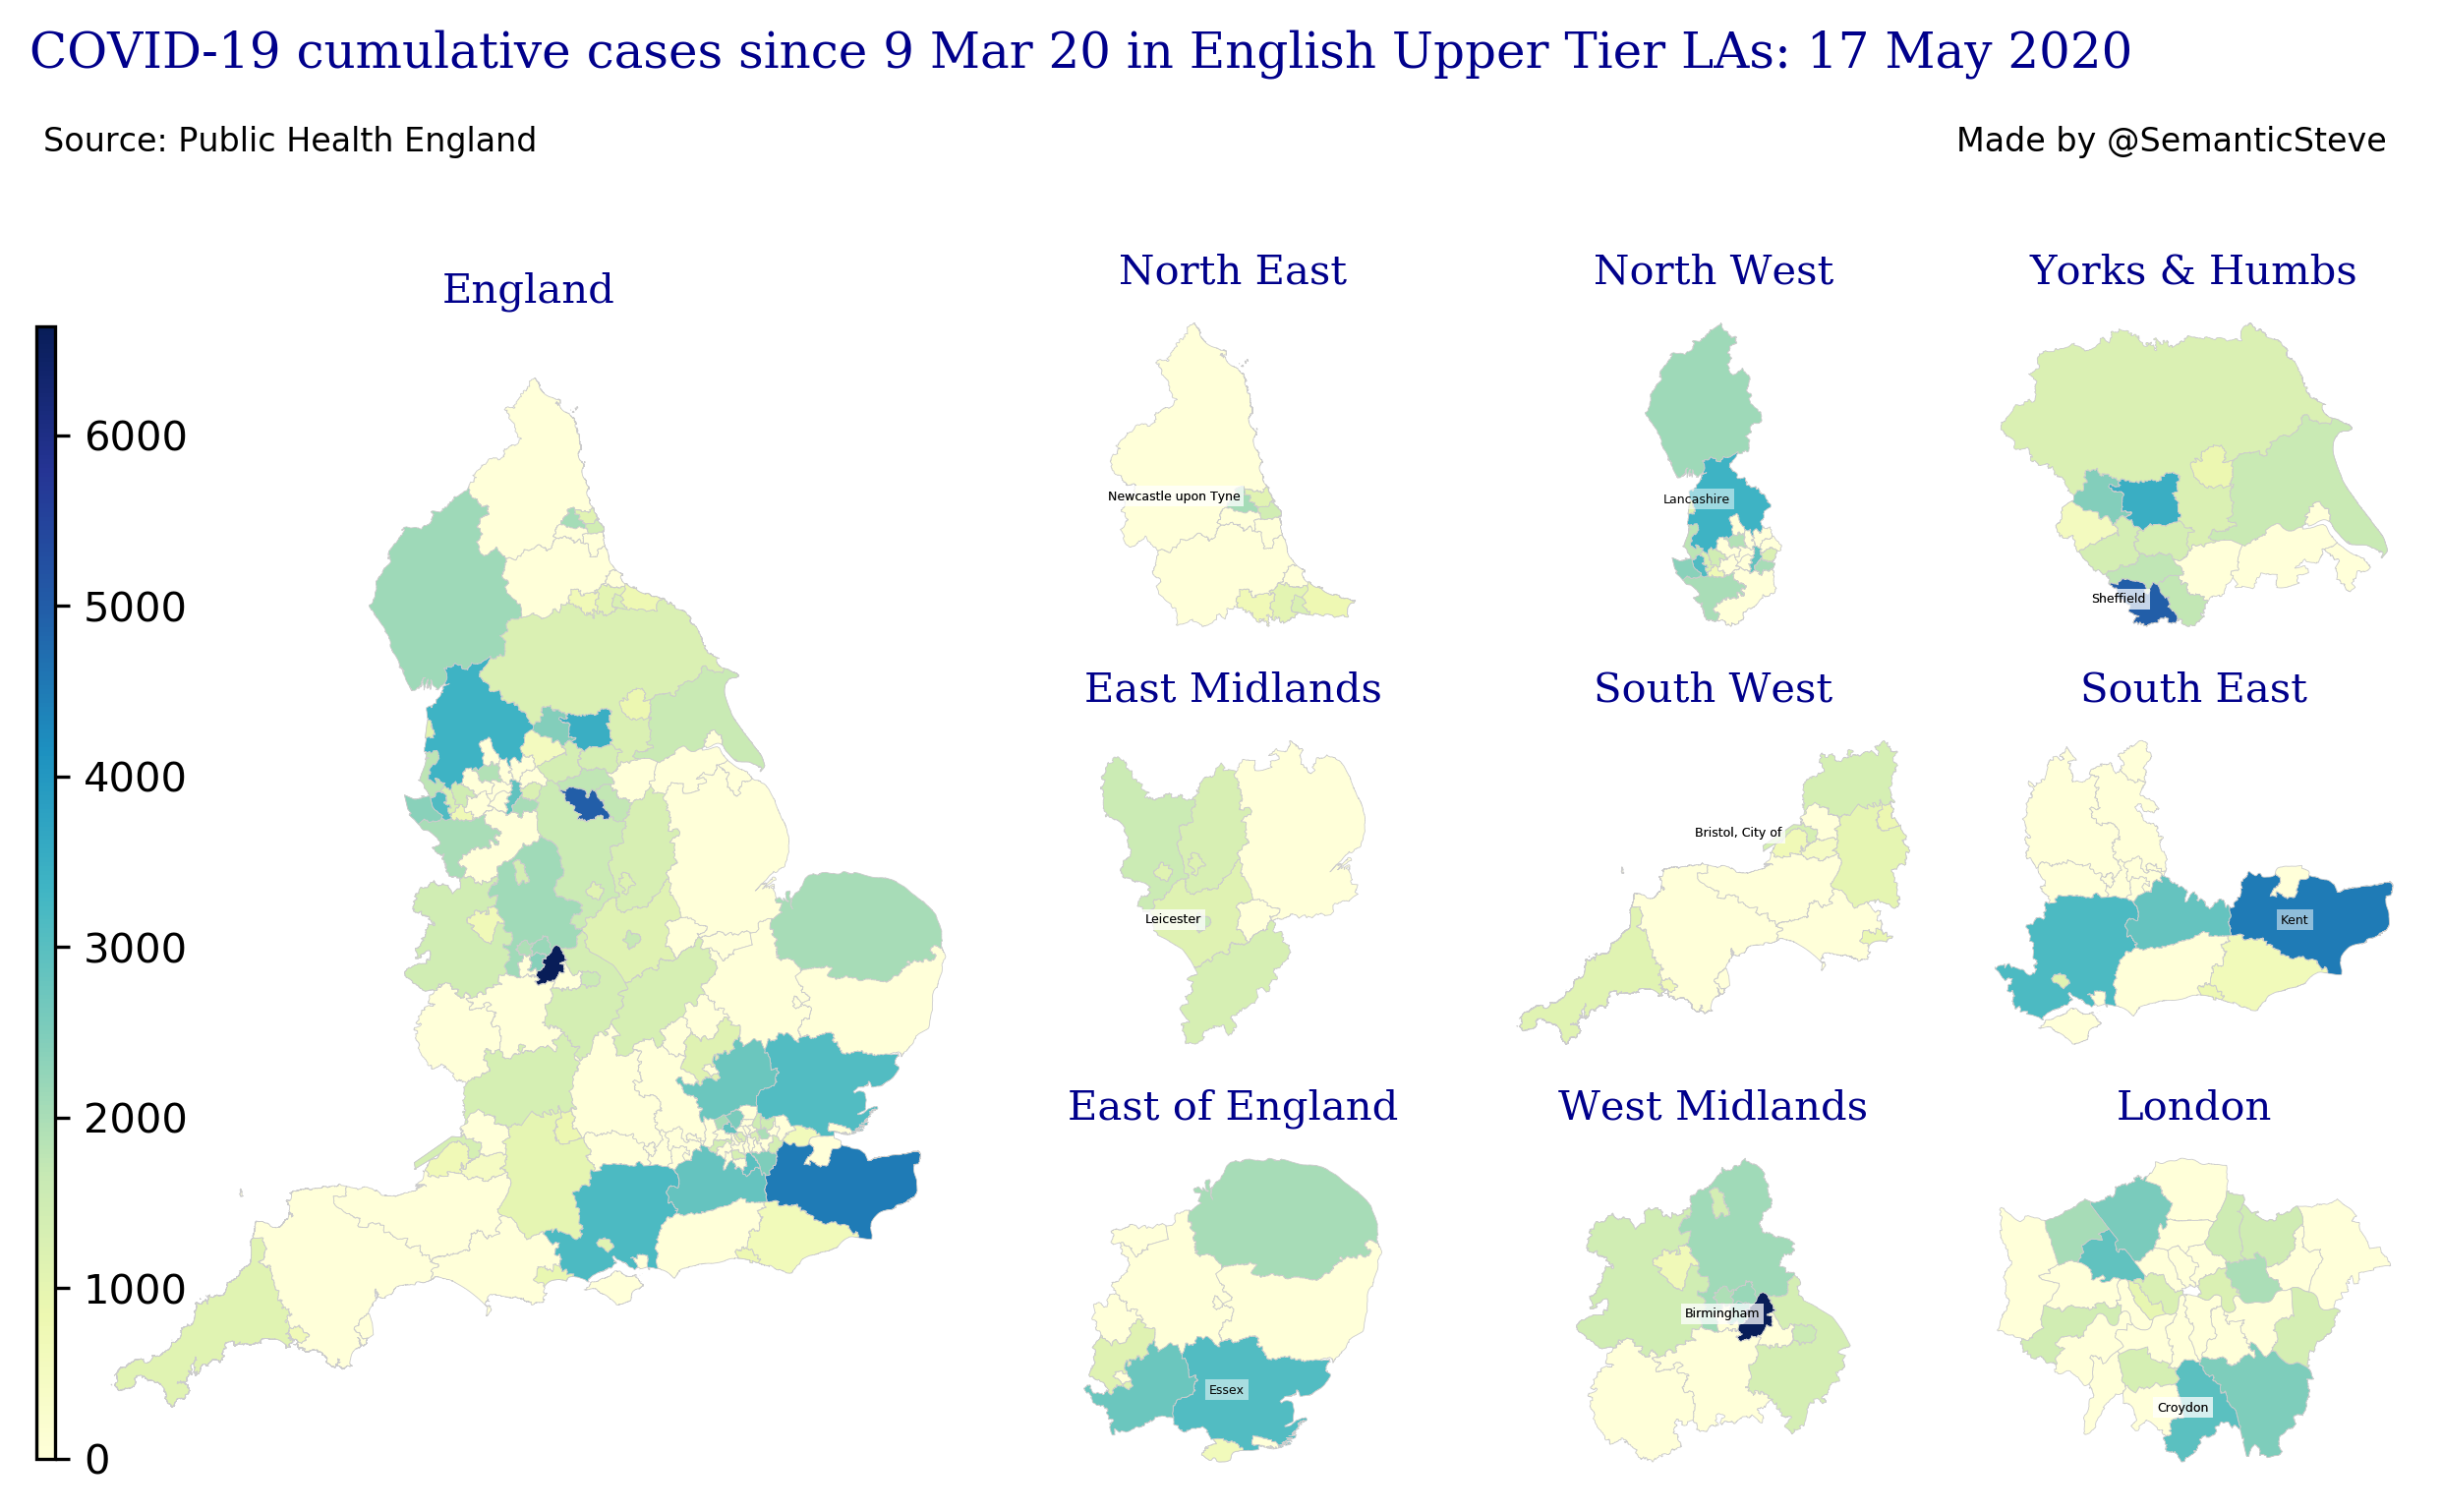 COVID-19 cumulative cases since 9 Mar 20 in English Upper Tier LAs: 17 May 2020
Source: Public Health England
Made by @SemanticSteve
England
North East
North West
Yorks & Humbs
6000
5000
4000
3000
2000
1000
0
Newcastle upon Tyne
Lancashire
Sheffield
East Midlands
South West
South East
Leicester
Bristol, City of
Kent
East of England
West Midlands
London
Essex
Birmingham
Croydon